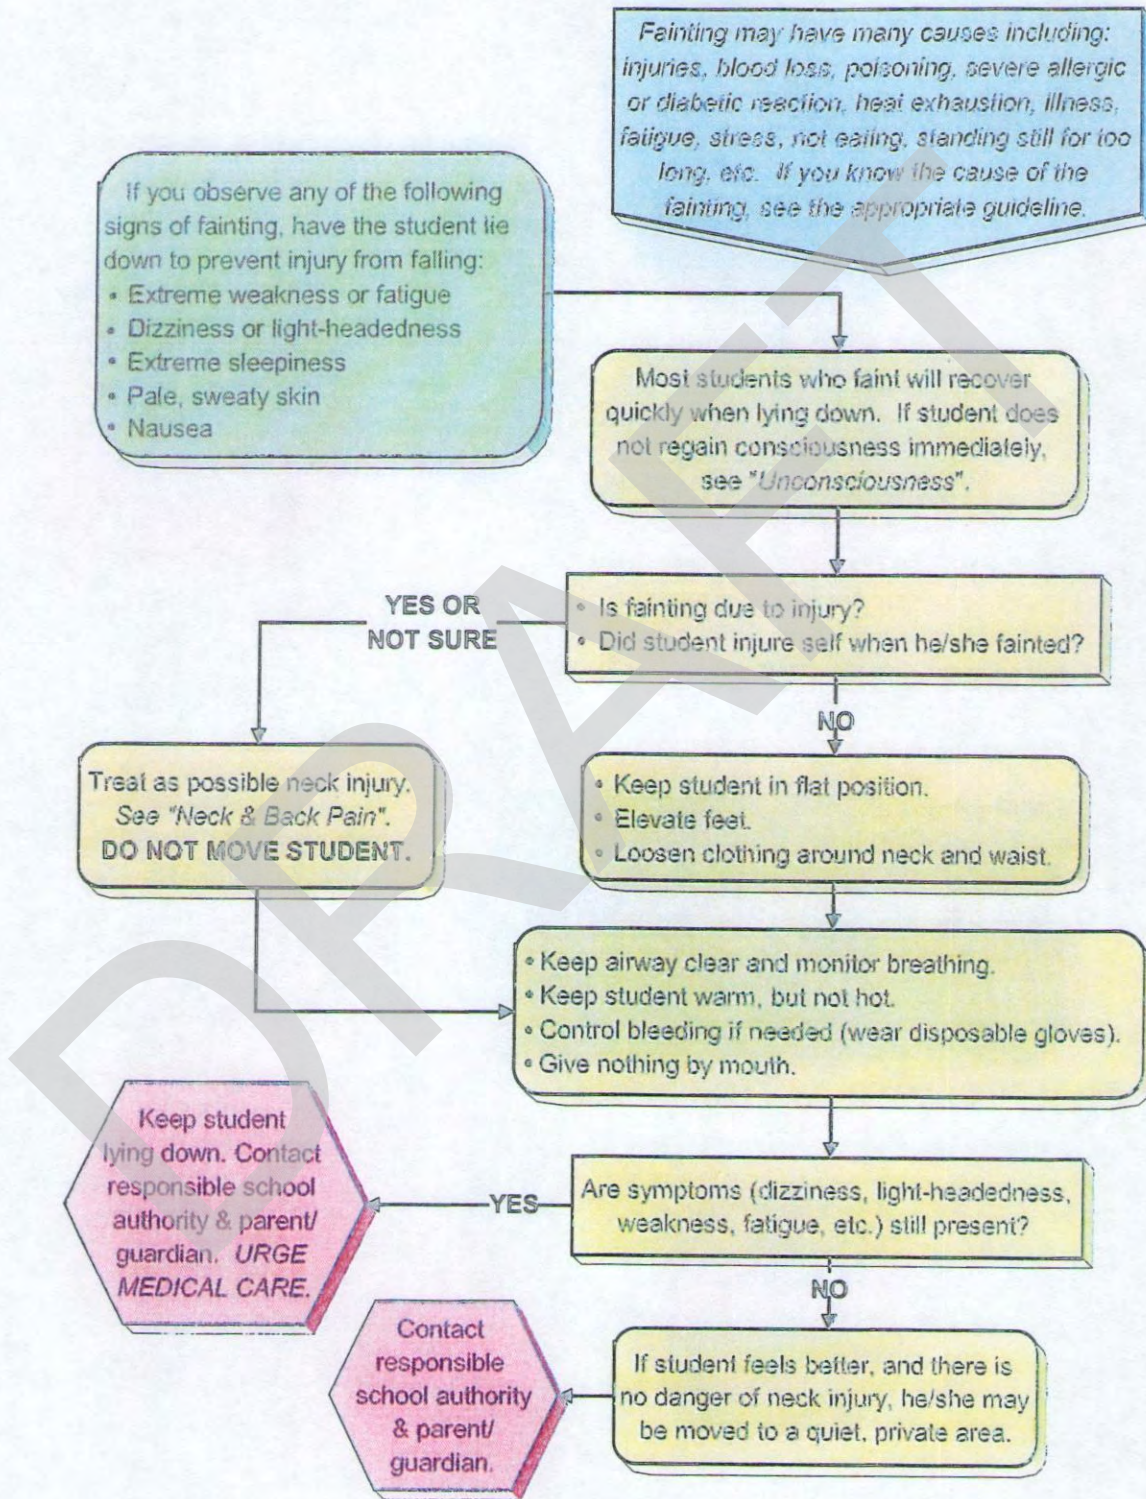 Fainting may have many causes including:
injuries, blood loss, poisoning, severe allergic
or diabetic reaction, heat exhaustion, illness,
fatigue, stress, not eating, standing still for too
long, etc. If you know the cause of the
fainting, see the appropriate guideline.
If you observe any of the following
signs of fainting, have the student lie
down to prevent injury from falling:
• Extreme weakness or fatigue
• Dizziness or light-headedness
• Extreme sleepiness
• Pale, sweaty skin
• Nausea
Most students who faint will recover
quickly when lying down. If student does
not regain consciousness immediately,
see "Unconsciousness".
• Is fainting due to injury?
• Did student injure self when he/she fainted?
YES OR
NOT SURE
NO
Treat as possible neck injury.
See "Neck & Back Pain".
DO NOT MOVE STUDENT.
• Keep student in flat position.
• Elevate feet.
• Loosen clothing around neck and waist.
• Keep airway clear and monitor breathing.
• Keep student warm, but not hot.
• Control bleeding if needed (wear disposable gloves).
• Give nothing by mouth.
Are symptoms (dizziness, light-headedness,
weakness, fatigue, etc.) still present?
YES
Keep student
lying down. Contact
responsible school
authority & parent/
guardian. URGE
MEDICAL CARE.
NO
If student feels better, and there is
no danger of neck injury, he/she may
be moved to a quiet, private area.
Contact
responsible
school authority
& parent/
guardian.
DRAFT